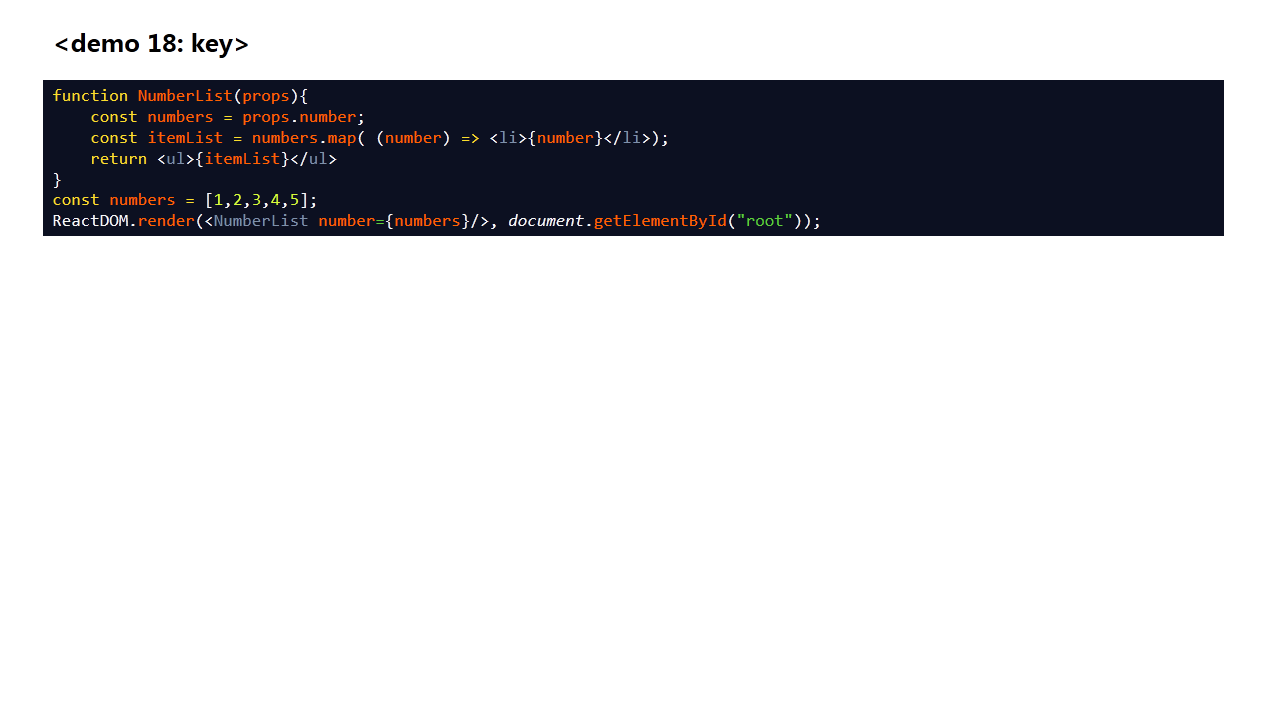 <demo 18: key>
function NumberList(props){
    const numbers = props.number;
    const itemList = numbers.map( (number) => <li>{number}</li>);
    return <ul>{itemList}</ul>
}
const numbers = [1,2,3,4,5];
ReactDOM.render(<NumberList number={numbers}/>, document.getElementById("root"));